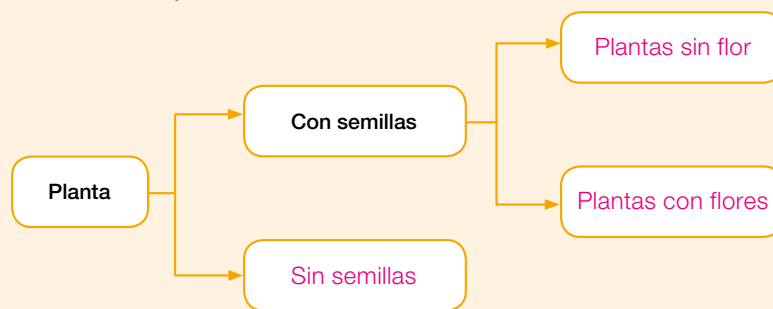 Plantas sin flor
Con semillas
Planta
Plantas con flores
Sin semillas